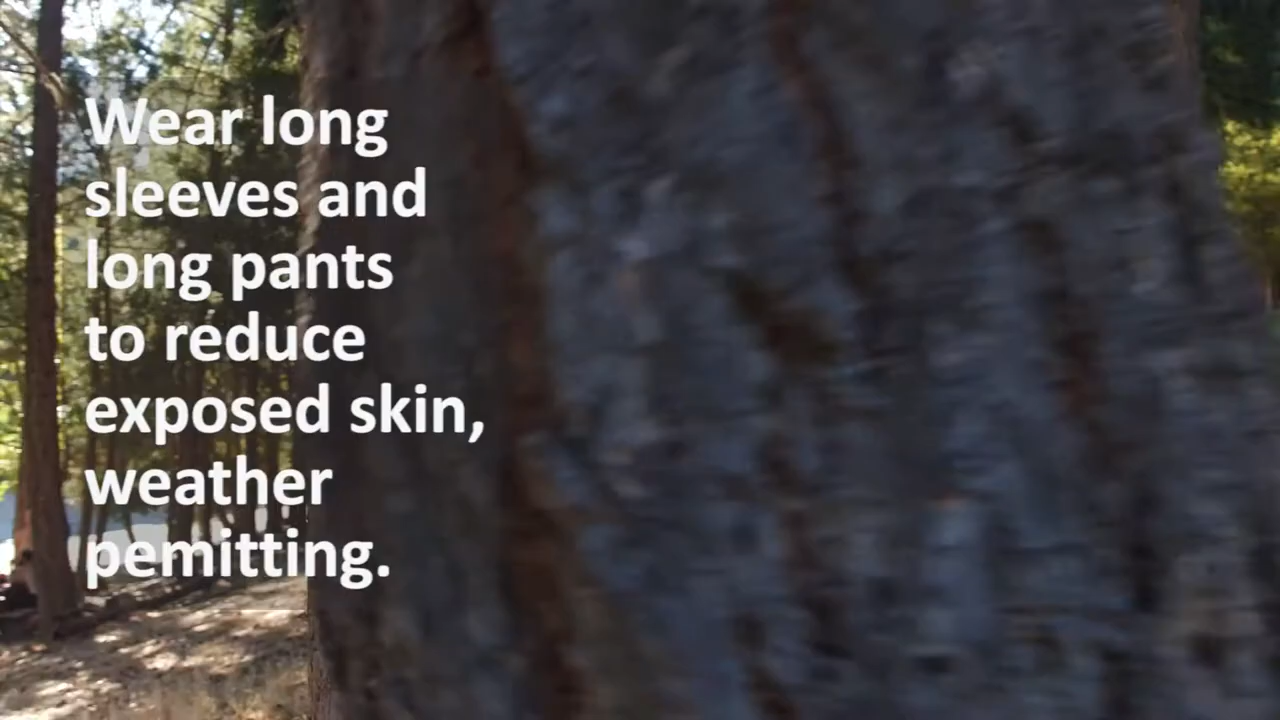 Wear long
sleeves and
long pants
to reduce
exposed skin,
weather
pemitting.